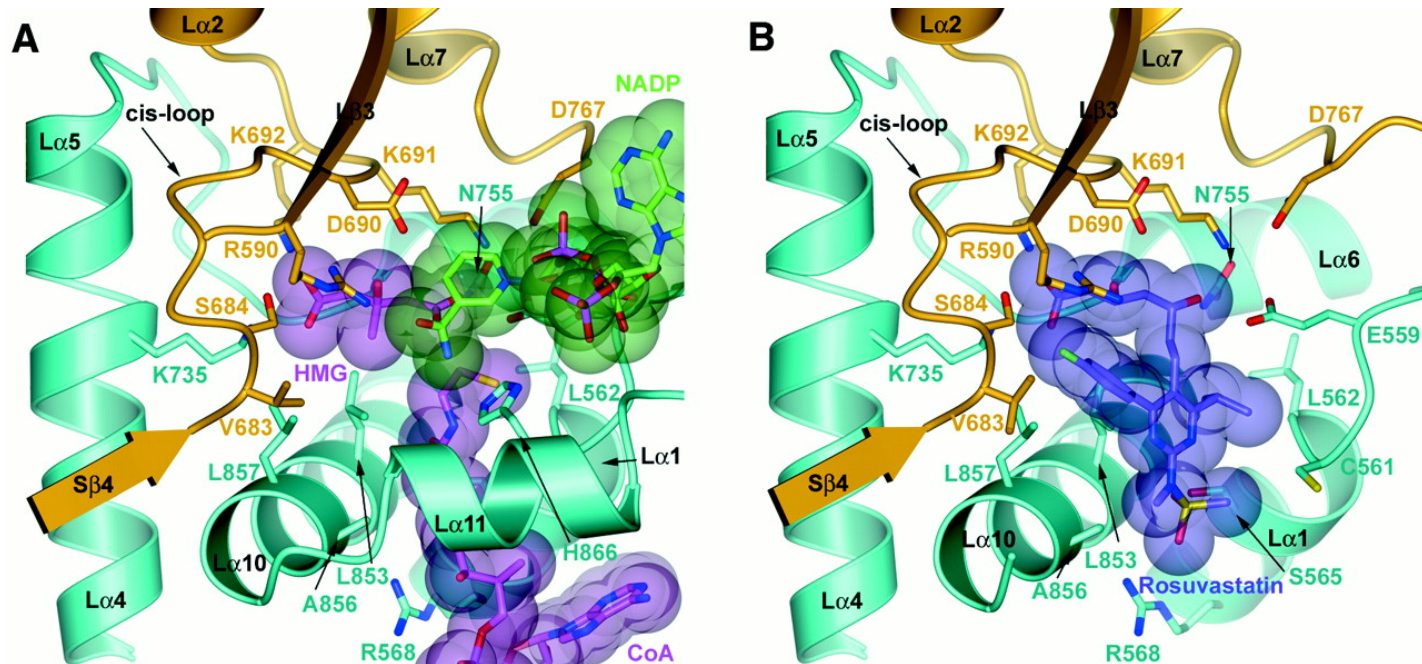 A
Lα2
Lα7
NADP
Lβ3
D767
cis-loop
K692
Lα5
K691
N755
D690
R590
S684
HMG
K735
L562
V683
L857
Lα1
Sβ4
Lα11
H866
Lα10
L853
A856
Lα4
R568
CoA
B
Lα2
Lα7
Lβ3
D767
cis-loop
K692
Lα5
K691
N755
D690
R590
Lα6
S684
E559
K735
L562
V683
L857
C561
Sβ4
Lα10
L853
Lα1
A856
S565
Rosuvastatin
Lα4
R568